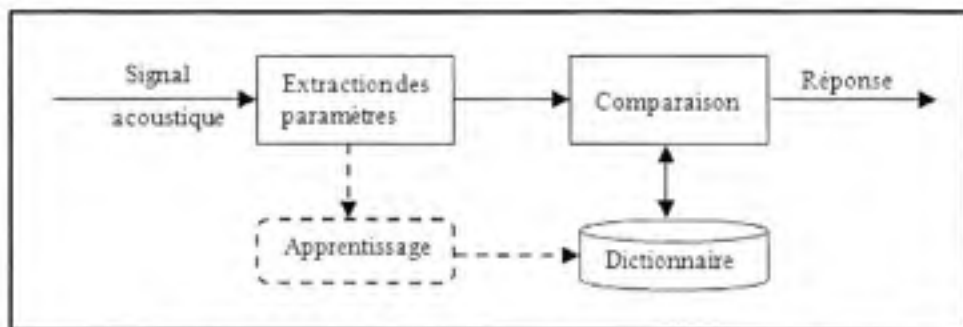 Signal
acoustique
Extraction des
paramètres
Comparaison
Réponse
Apprentissage
Dictionnaire